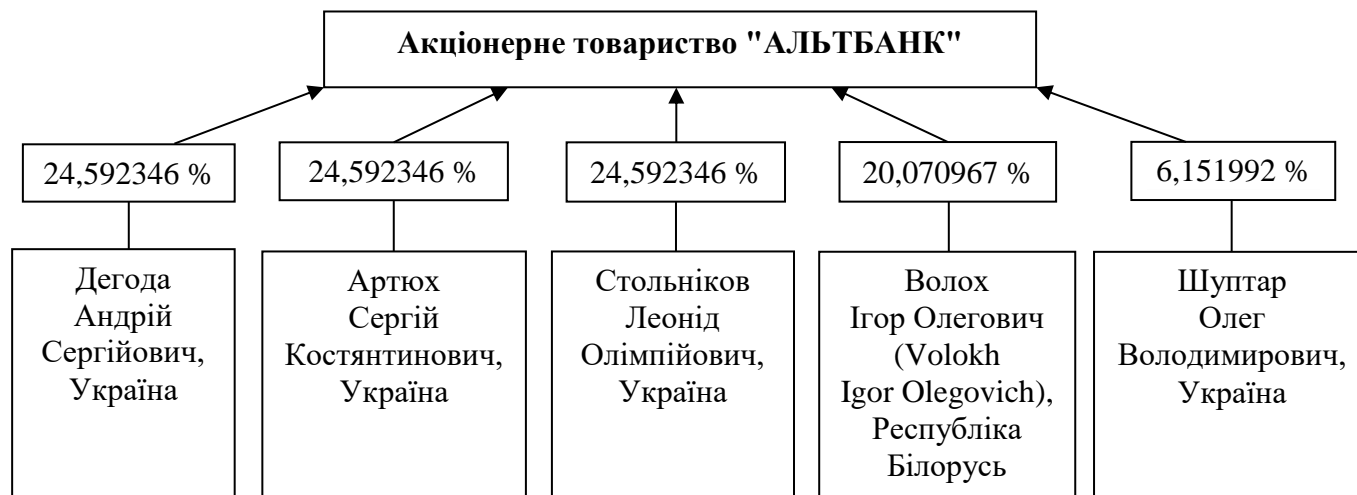 Акціонерне товариство "АЛЬТБАНК"
24,592346 %
24,592346 %
24,592346 %
20,070967 %
6,151992 %
Дегода
Андрій
Сергійович,
Україна
Артюх
Сергій
Костянтинович,
Україна
Стольніков
Леонід
Олімпійович,
Україна
Волох
Ігор Олегович
(Volokh
Igor Olegovich),
Республіка
Білорусь
Шуптар
Олег
Володимирович,
Україна